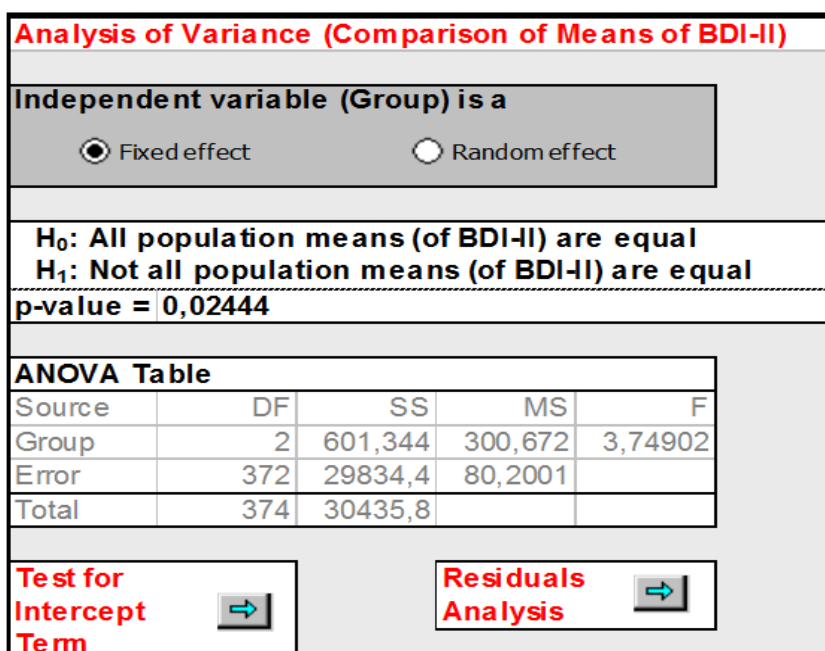 Analysis of Variance (Comparison of Means of BDI-II)
Independent variable (Group) is a
Fixed effect Random effect
H₀: All population means (of BDI-II) are equal
H₁: Not all population means (of BDI-II) are equal
p-value = 0,02444
ANOVA Table
Source DF SS MS F
Group 2 601,344 300,672 3,74902
Error 372 29834,4 80,2001
Total 374 30435,8
Test for
Intercept
Term
Residuals
Analysis